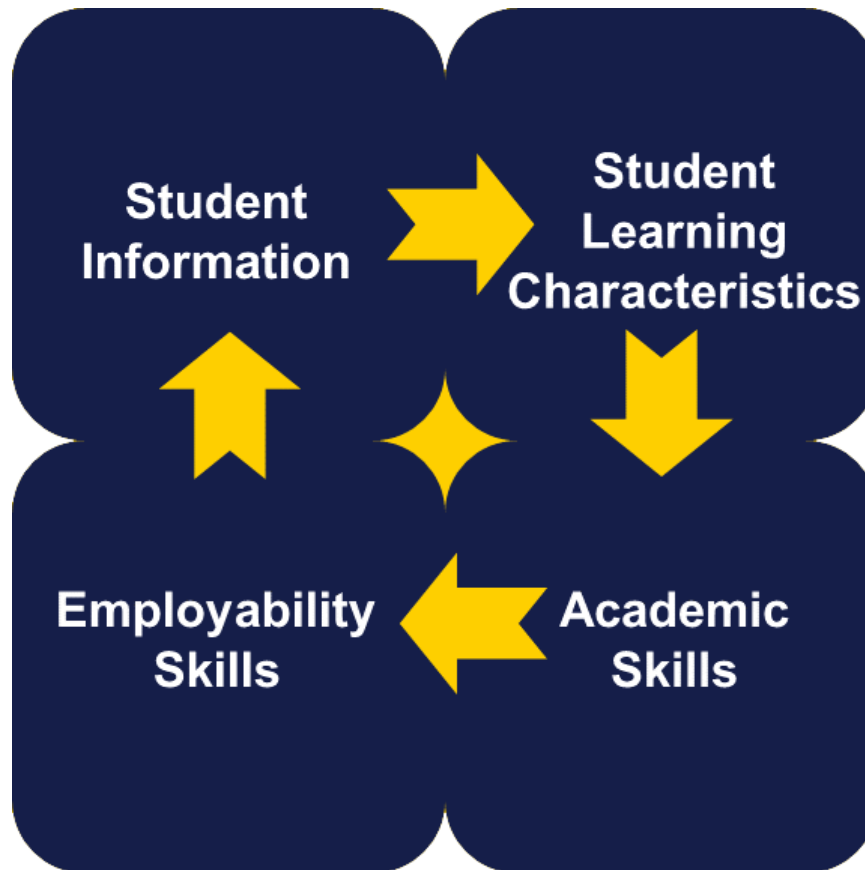 Student
Information
Student
Learning
Characteristics
Employability
Skills
Academic
Skills